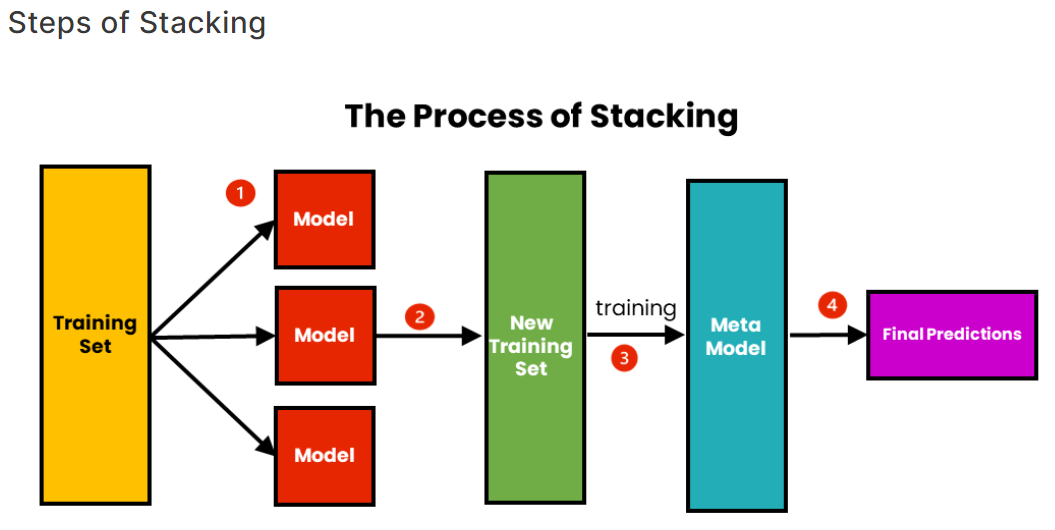 Steps of Stacking
The Process of Stacking
Training
Set
1
Model
Model
Model
2
New
Training
Set
training
3
Meta
Model
4
Final Predictions